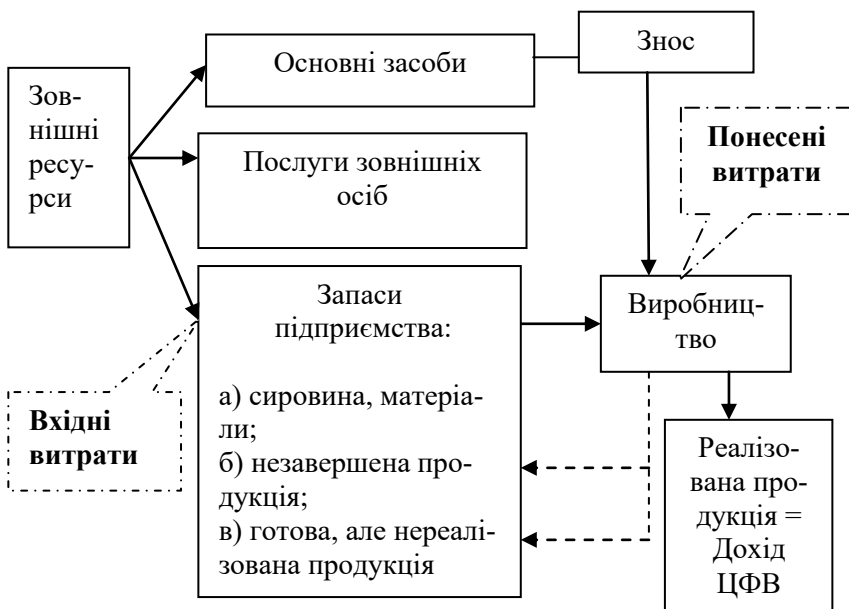 Основні засоби
Знос
Зов-
нішні
ресу-
рси
Понесені
витрати
Послуги зовнішніх
осіб
Запаси
підприємства:
а) сировина, матеріа-
ли;
б) незавершена про-
дукція;
в) готова, але нереалі-
зована продукція
Виробниц-
тво
Вхідні
витрати
Реалізо-
вана про-
дукція =
Дохід
ЦФВ